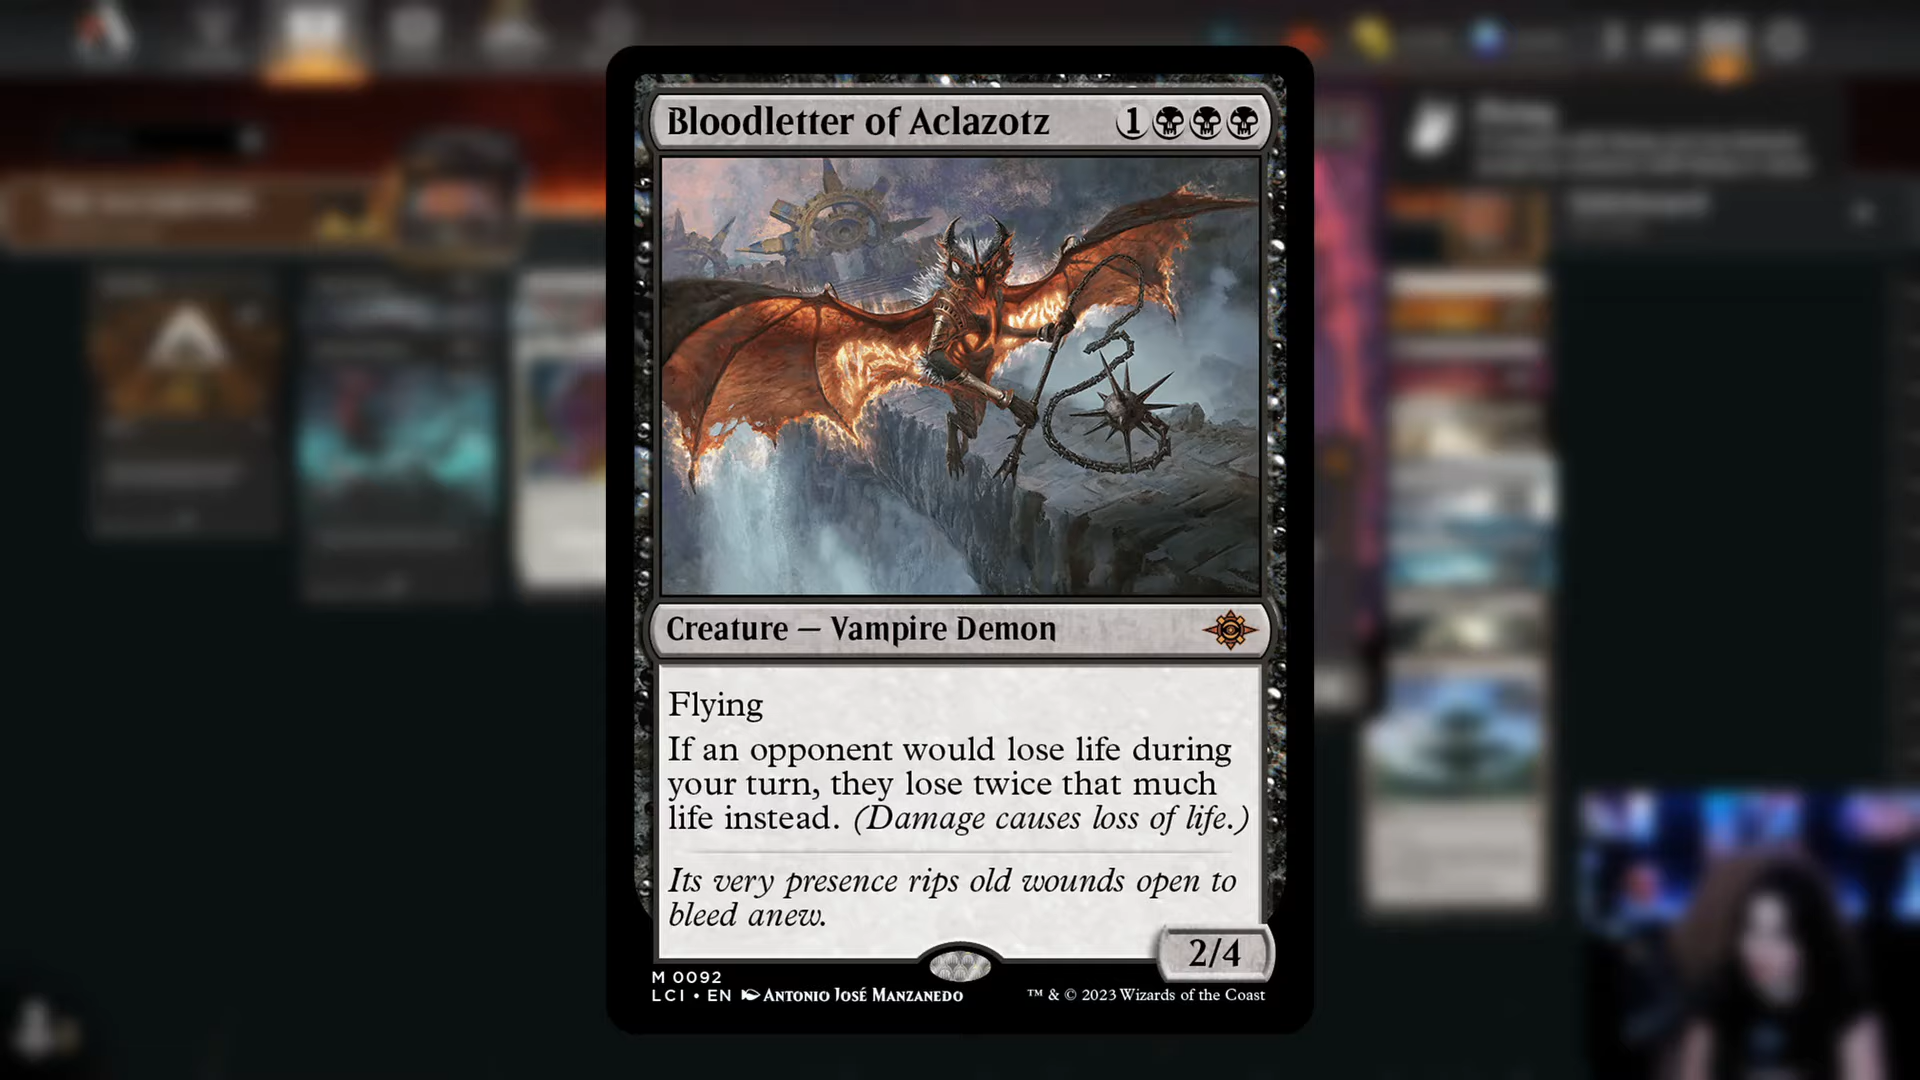 Bloodletter of Aclazotz 1
Creature — Vampire Demon
Flying
If an opponent would lose life during
your turn, they lose twice that much
life instead. (Damage causes loss of life.)
Its very presence rips old wounds open to
bleed anew.
2/4
M 0092
LCI • EN Antonio José Manzanedo
™ & © 2023 Wizards of the Coast